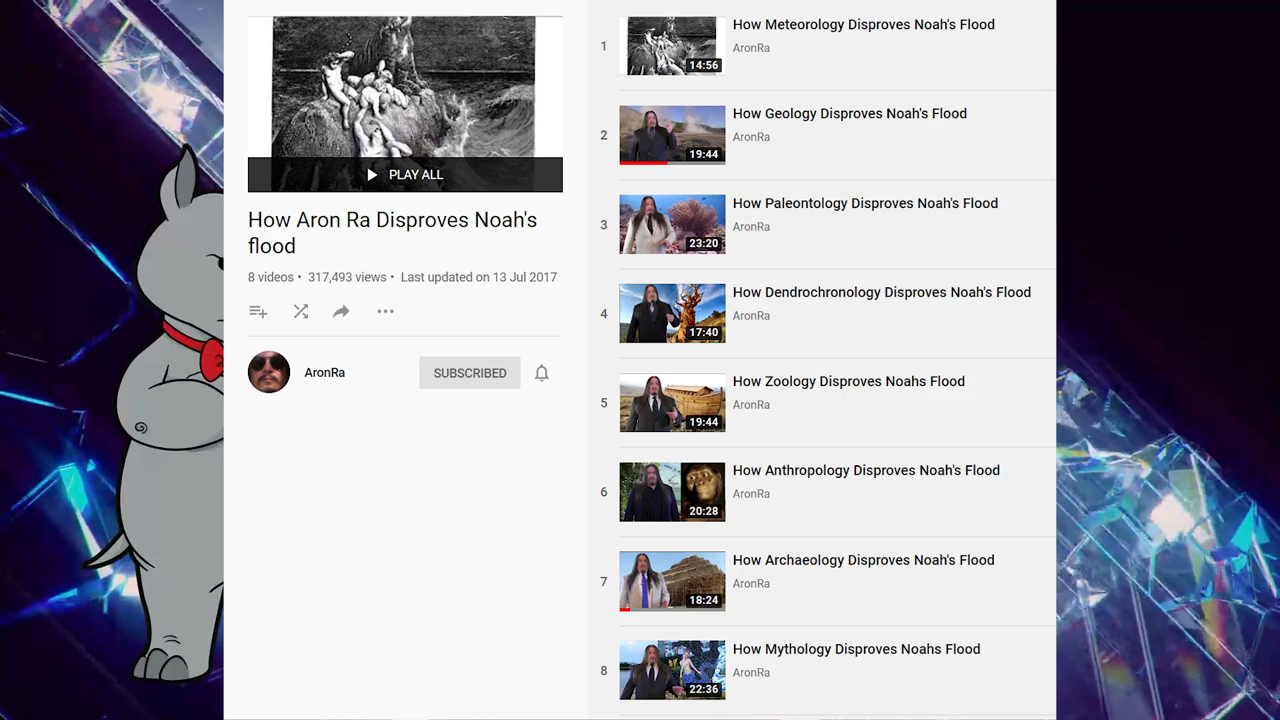 PLAY ALL
How Aron Ra Disproves Noah's
flood
8 videos • 317,493 views • Last updated on 13 Jul 2017
AronRa
SUBSCRIBED
1
14:56
How Meteorology Disproves Noah's Flood
AronRa
2
19:44
How Geology Disproves Noah's Flood
AronRa
3
23:20
How Paleontology Disproves Noah's Flood
AronRa
4
17:40
How Dendrochronology Disproves Noah's Flood
AronRa
5
19:44
How Zoology Disproves Noahs Flood
AronRa
6
20:28
How Anthropology Disproves Noah's Flood
AronRa
7
18:24
How Archaeology Disproves Noah's Flood
AronRa
8
22:36
How Mythology Disproves Noahs Flood
AronRa